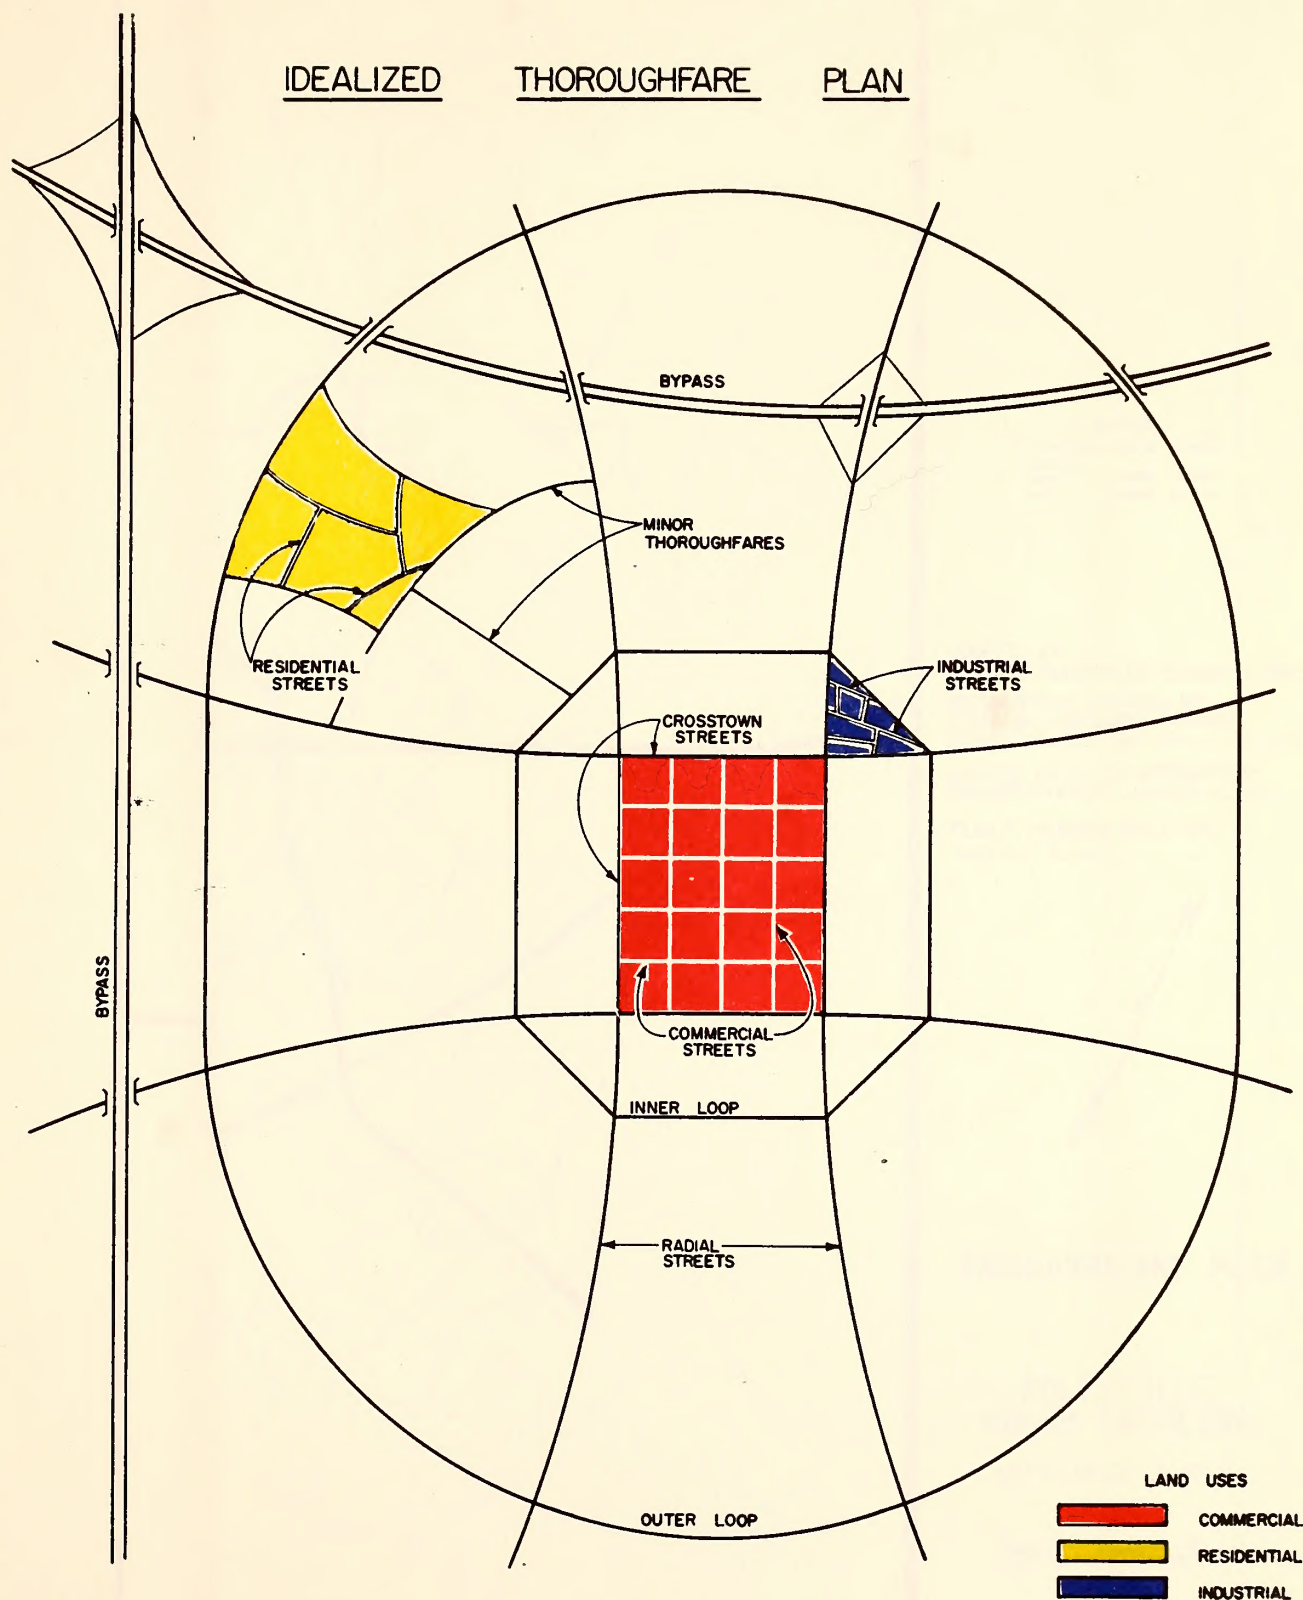 IDEALIZED THOROUGHFARE PLAN
BYPASS
MINOR
THOROUGHFARES
RESIDENTIAL
STREETS
INDUSTRIAL
STREETS
CROSSTOWN
STREETS
BYPASS
COMMERCIAL
STREETS
INNER LOOP
RADIAL
STREETS
OUTER LOOP
LAND USES
COMMERCIAL
RESIDENTIAL
INDUSTRIAL